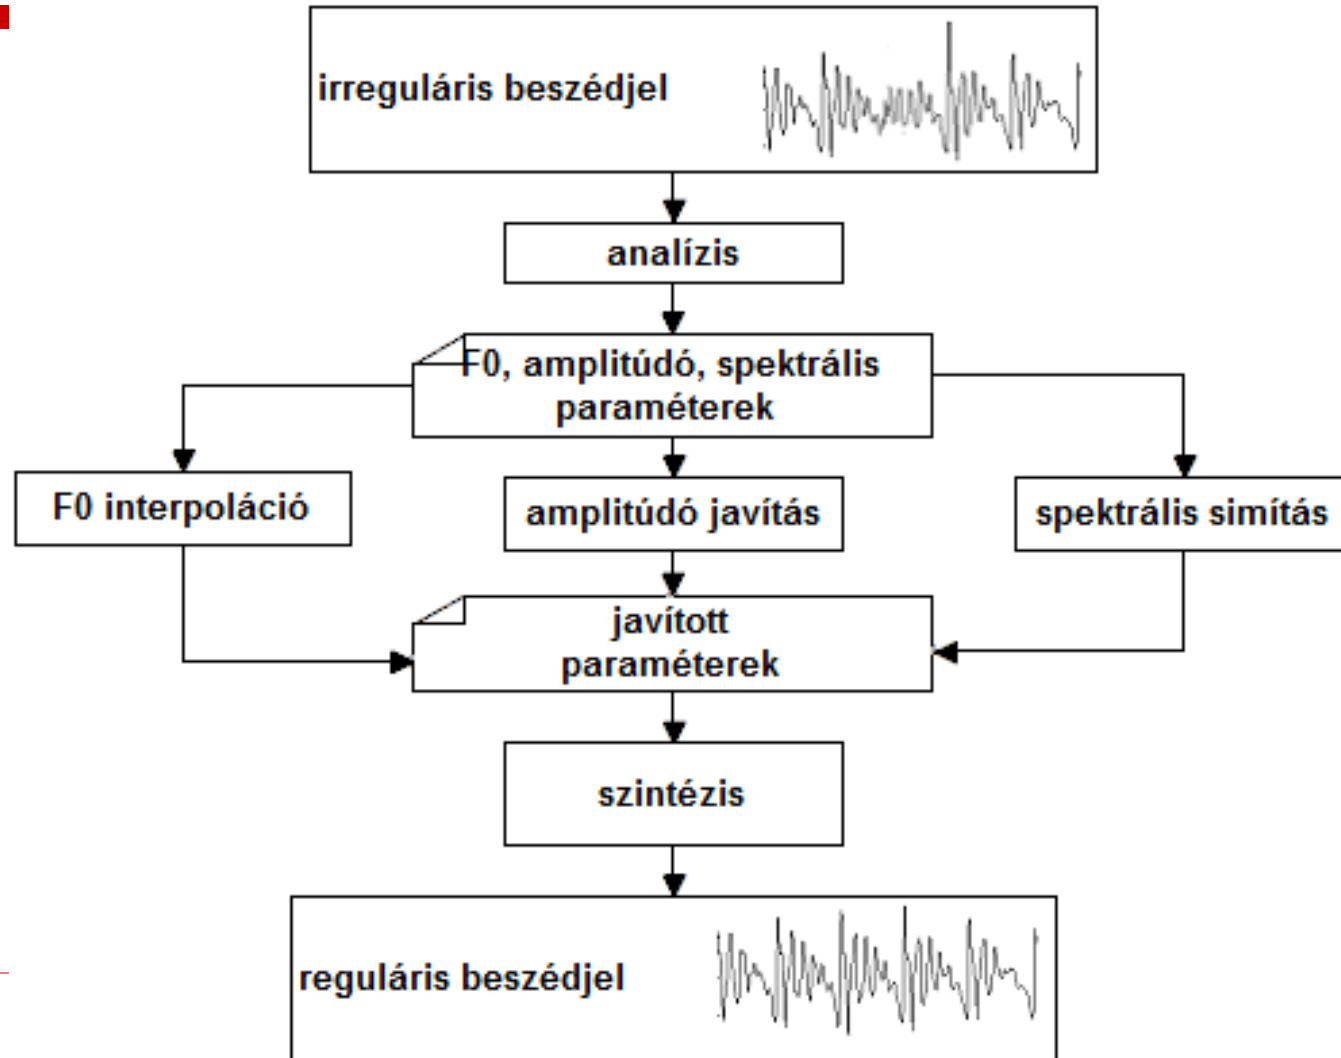 irreguláris beszédjel
analízis
F0, amplitúdó, spektrális
paraméterek
F0 interpoláció
amplitúdó javítás
spektrális simítás
javított
paraméterek
szintézis
reguláris beszédjel